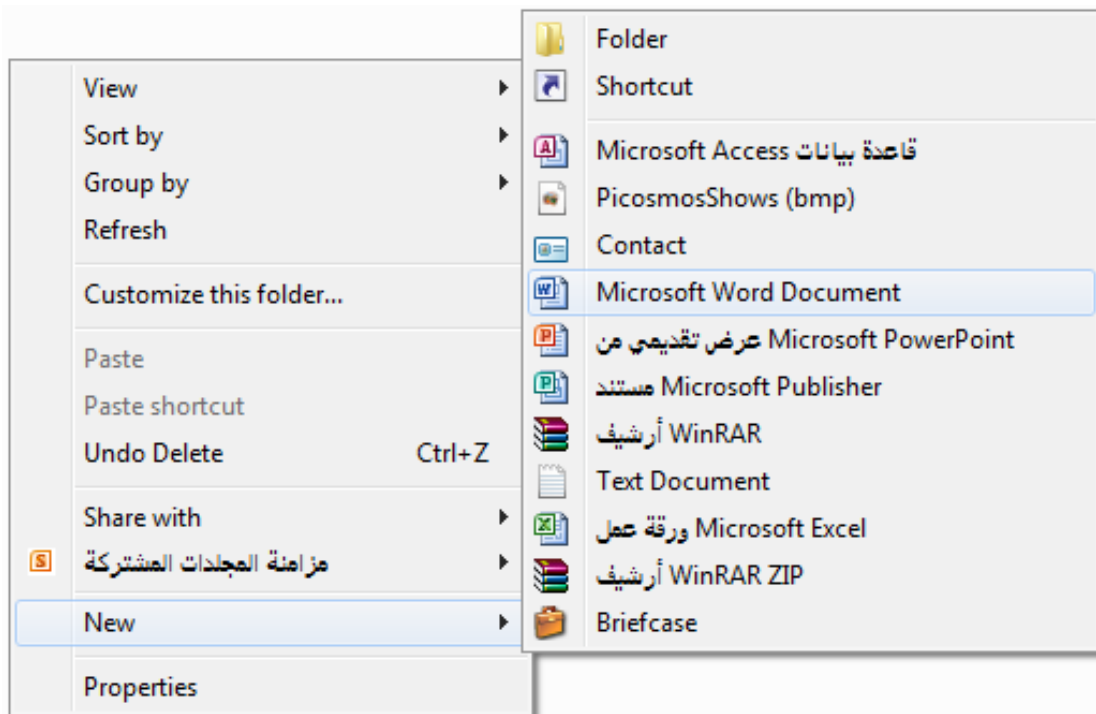 View
Sort by
Group by
Refresh
Customize this folder...
Paste
Paste shortcut
Undo Delete Ctrl+Z
Share with
مزامنة المجلدات المشتركة
New
Properties
Folder
Shortcut
Microsoft Access قاعدة بيانات
PicosmosShows (bmp)
Contact
Microsoft Word Document
عرض تقديمي من Microsoft PowerPoint
مستند Microsoft Publisher
أرشيف WinRAR
Text Document
ورقة عمل Microsoft Excel
أرشيف WinRAR ZIP
Briefcase